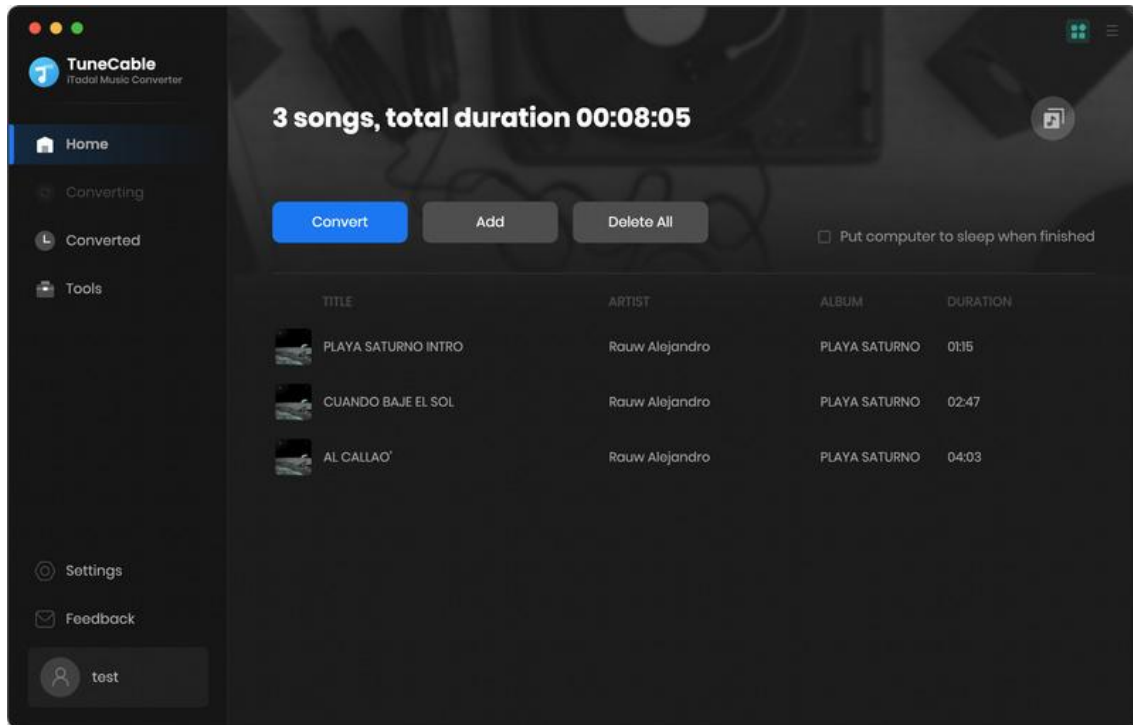 TuneCable
iTadal Music Converter
Home
Converting
Converted
Tools
Settings
Feedback
test
3 songs, total duration 00:08:05
Convert Add Delete All
Put computer to sleep when finished
TITLE ARTIST ALBUM DURATION
PLAYA SATURNO INTRO Rauw Alejandro PLAYA SATURNO 01:15
CUANDO BAJE EL SOL Rauw Alejandro PLAYA SATURNO 02:47
AL CALLAO' Rauw Alejandro PLAYA SATURNO 04:03